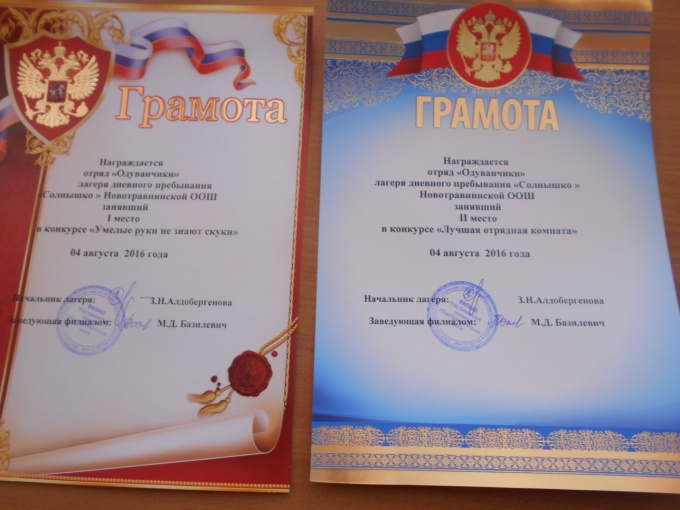 Грамота
Награждается
отряд «Одуванчики»
лагеря дневного пребывания
«Солнышко » Новотравнинской ООШ
занявший
I место
в конкурсе «Умелые руки не знают скуки»
04 августа 2016 года
Начальник лагеря: З.Н.Алдобергенова
Заведующая филиалом: М.Д. Базилевич
ГРАМОТА
Награждается
отряд «Одуванчики»
лагеря дневного пребывания «Солнышко »
Новотравнинской ООШ
занявший
II место
в конкурсе «Лучшая отрядная комната»
04 августа 2016 года
Начальник лагеря: З.Н.Алдобергенова
Заведующая филиалом: М.Д. Базилевич